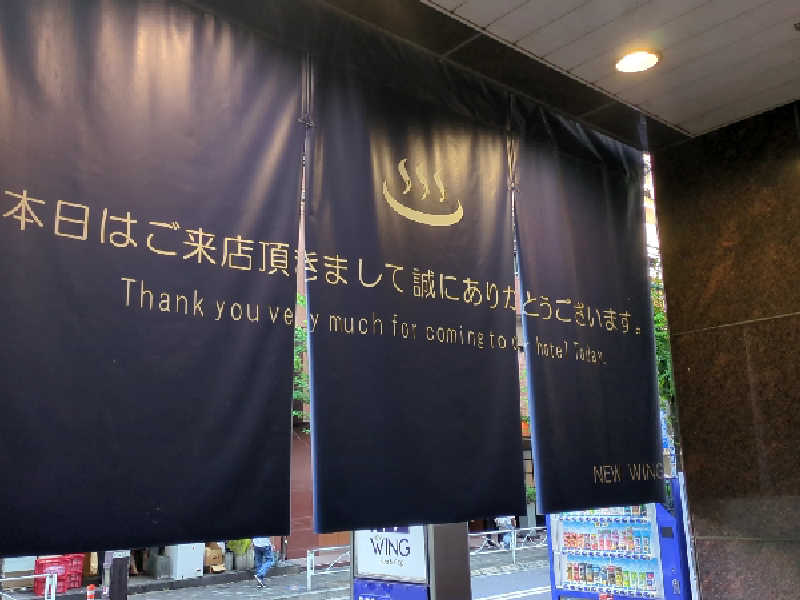 本日はご来店頂きまして誠にありがとうございます。
Thank you very much for coming to our hotel Today.
NEW WING
WING